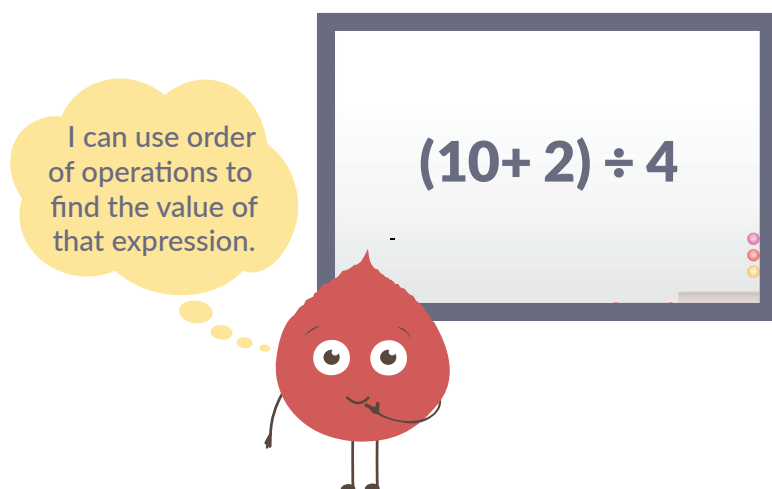 I can use order
of operations to
find the value of
that expression.
(10+ 2) ÷ 4